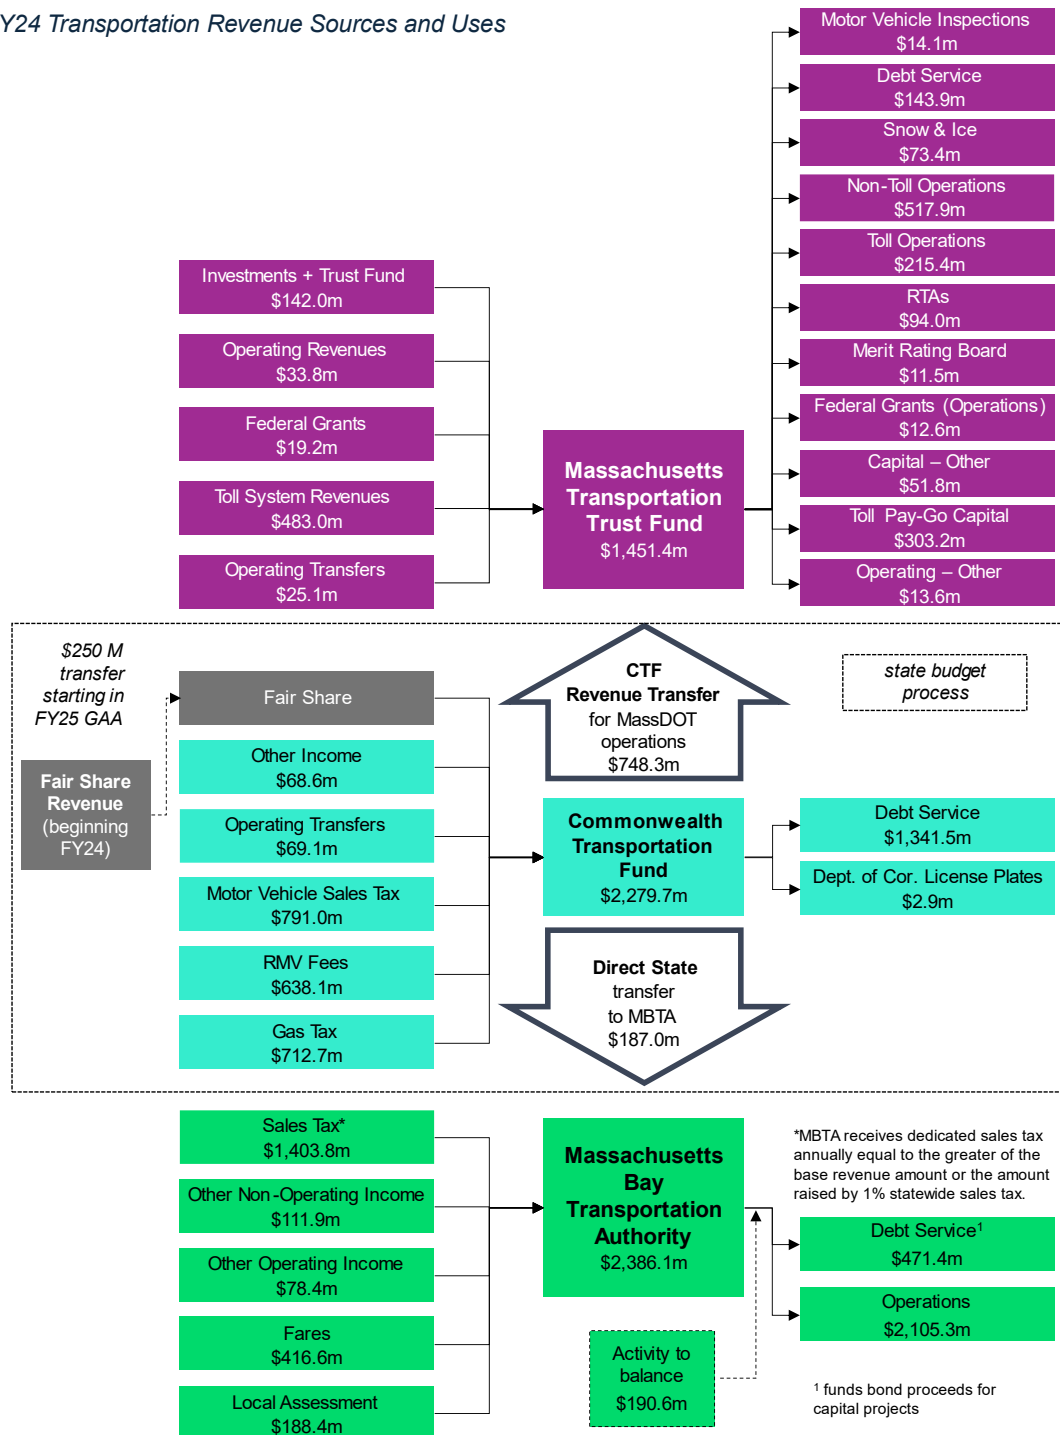 Y24 Transportation Revenue Sources and Uses
Motor Vehicle Inspections
$14.1m
Debt Service
$143.9m
Snow & Ice
$73.4m
Non-Toll Operations
$517.9m
Toll Operations
$215.4m
RTAs
$94.0m
Merit Rating Board
$11.5m
Federal Grants (Operations)
$12.6m
Capital – Other
$51.8m
Toll Pay-Go Capital
$303.2m
Operating – Other
$13.6m
Investments + Trust Fund
$142.0m
Operating Revenues
$33.8m
Federal Grants
$19.2m
Toll System Revenues
$483.0m
Operating Transfers
$25.1m
Massachusetts
Transportation
Trust Fund
$1,451.4m
$250 M
transfer
starting in
FY25 GAA
Fair Share
Revenue
(beginning
FY24)
Fair Share
Other Income
$68.6m
Operating Transfers
$69.1m
Motor Vehicle Sales Tax
$791.0m
RMV Fees
$638.1m
Gas Tax
$712.7m
CTF
Revenue Transfer
for MassDOT
operations
$748.3m
state budget
process
Commonwealth
Transportation
Fund
$2,279.7m
Debt Service
$1,341.5m
Dept. of Cor. License Plates
$2.9m
Direct State
transfer
to MBTA
$187.0m
Sales Tax*
$1,403.8m
Other Non-Operating Income
$111.9m
Other Operating Income
$78.4m
Fares
$416.6m
Local Assessment
$188.4m
Massachusetts
Bay
Transportation
Authority
$2,386.1m
*MBTA receives dedicated sales tax
annually equal to the greater of the
base revenue amount or the amount
raised by 1% statewide sales tax.
Debt Service¹
$471.4m
Operations
$2,105.3m
Activity to
balance
$190.6m
¹ funds bond proceeds for
capital projects